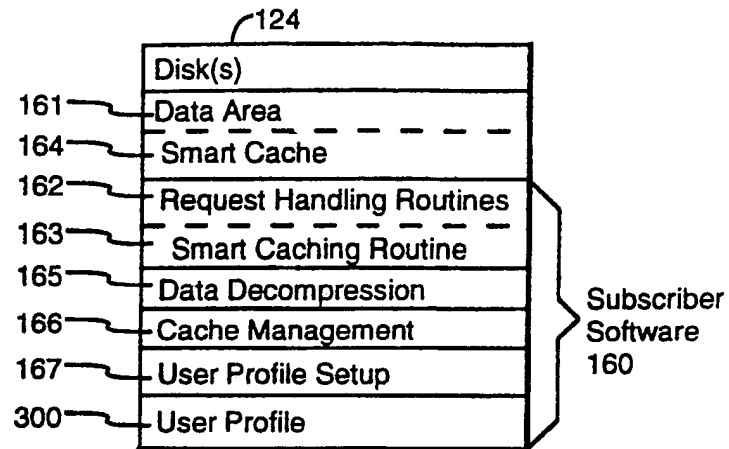 124
Disk(s)
161 Data Area
164 Smart Cache
162 Request Handling Routines
163 Smart Caching Routine
165 Data Decompression
166 Cache Management
167 User Profile Setup
300 User Profile
Subscriber
Software
160